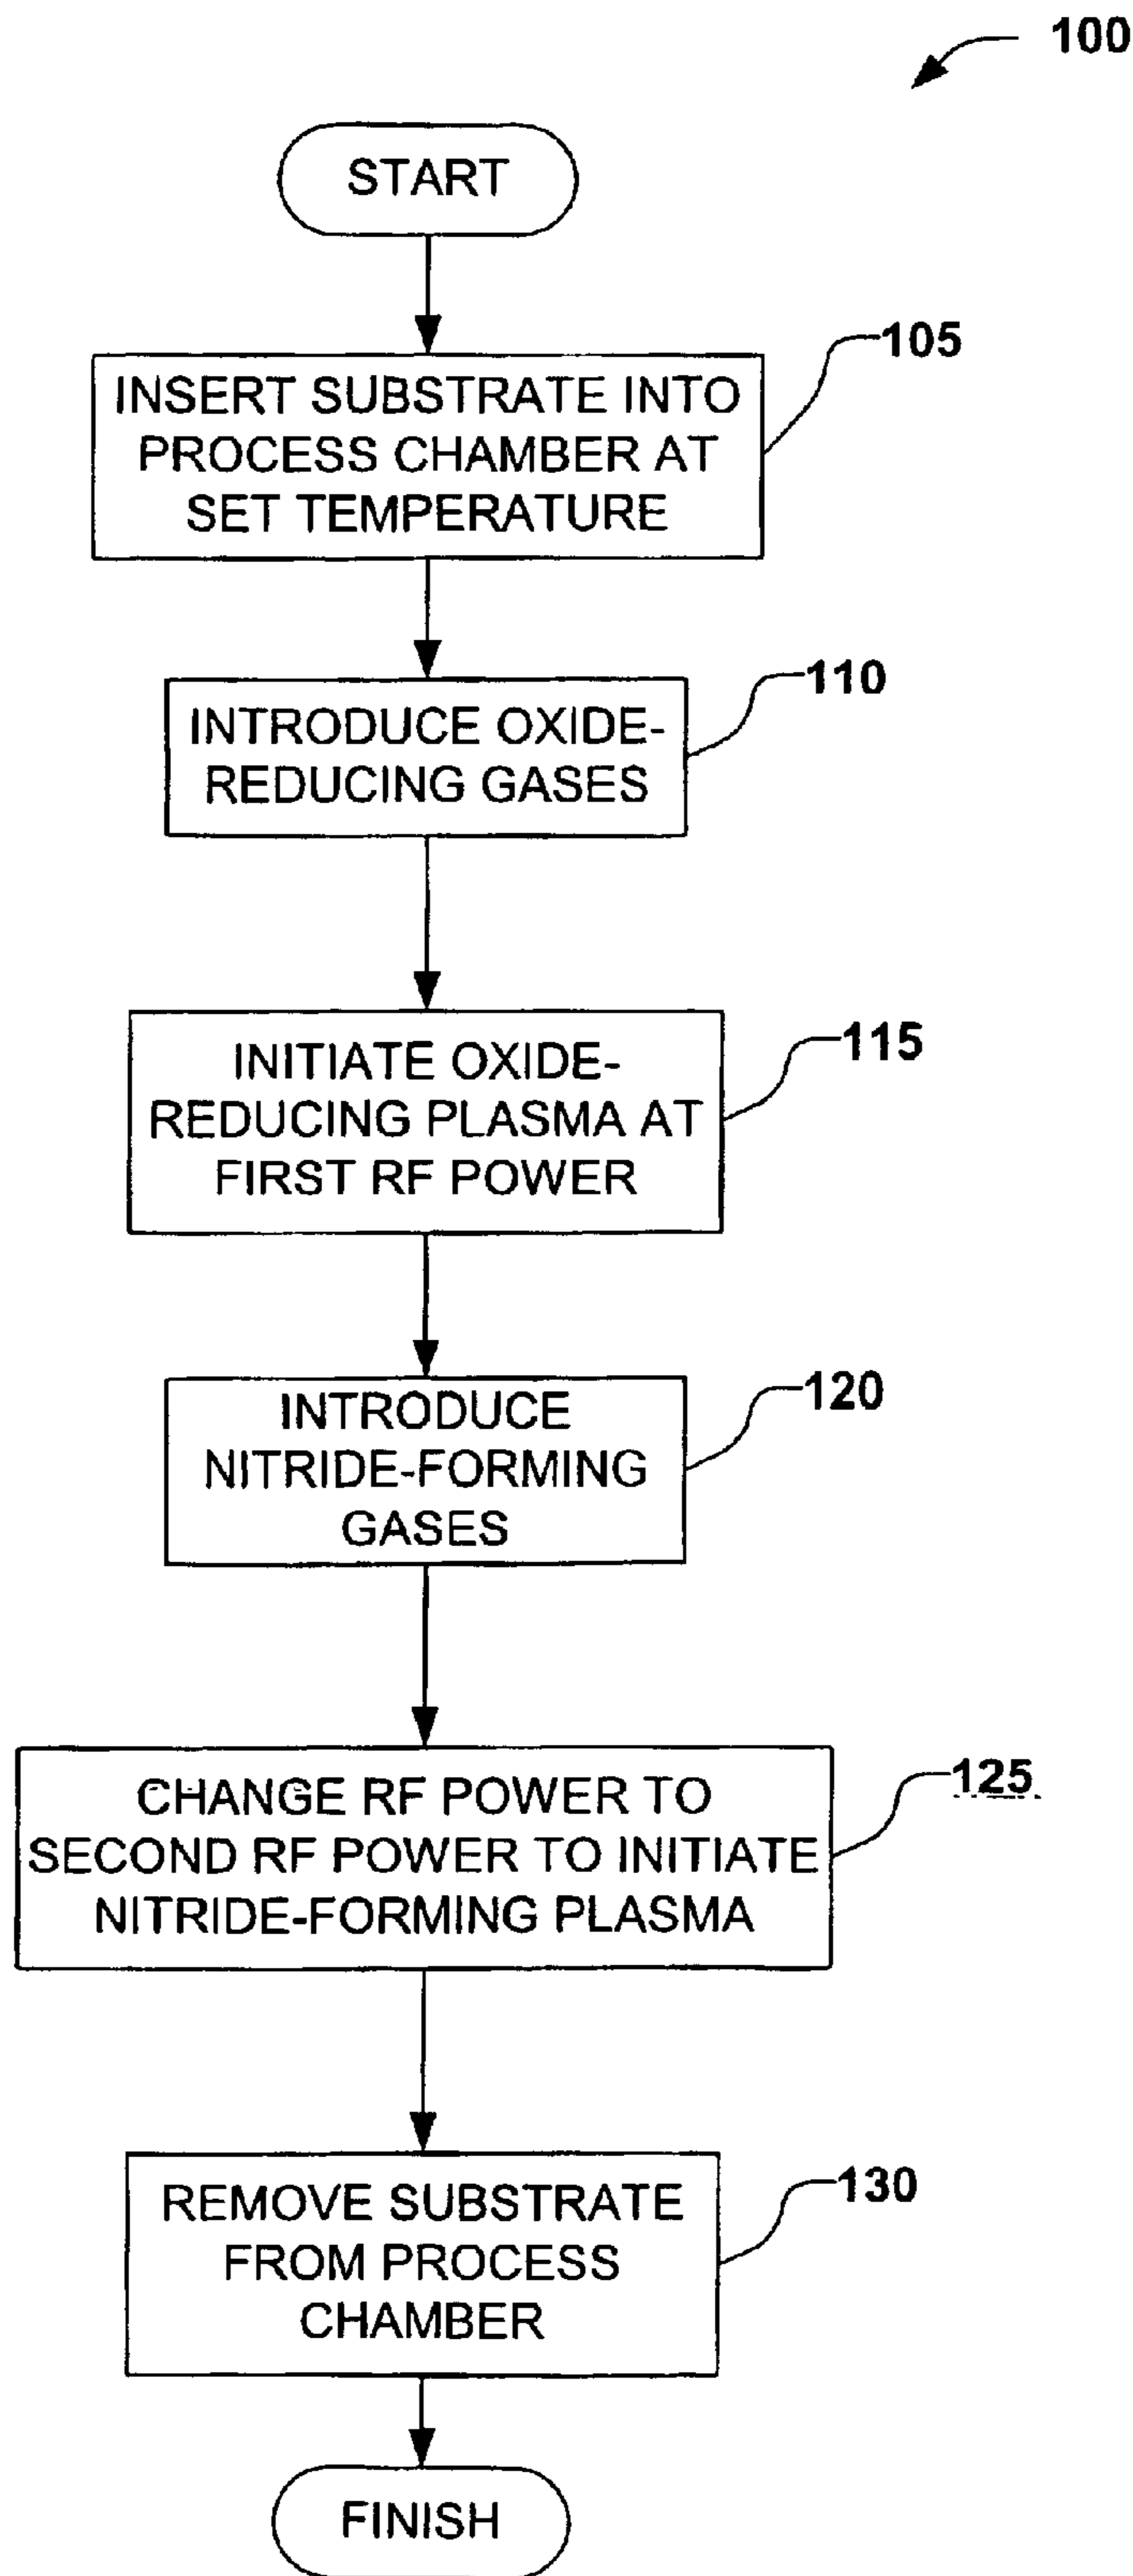 100
START
105
INSERT SUBSTRATE INTO
PROCESS CHAMBER AT
SET TEMPERATURE
110
INTRODUCE OXIDE-
REDUCING GASES
115
INITIATE OXIDE-
REDUCING PLASMA AT
FIRST RF POWER
120
INTRODUCE
NITRIDE-FORMING
GASES
125
CHANGE RF POWER TO
SECOND RF POWER TO INITIATE
NITRIDE-FORMING PLASMA
130
REMOVE SUBSTRATE
FROM PROCESS
CHAMBER
FINISH